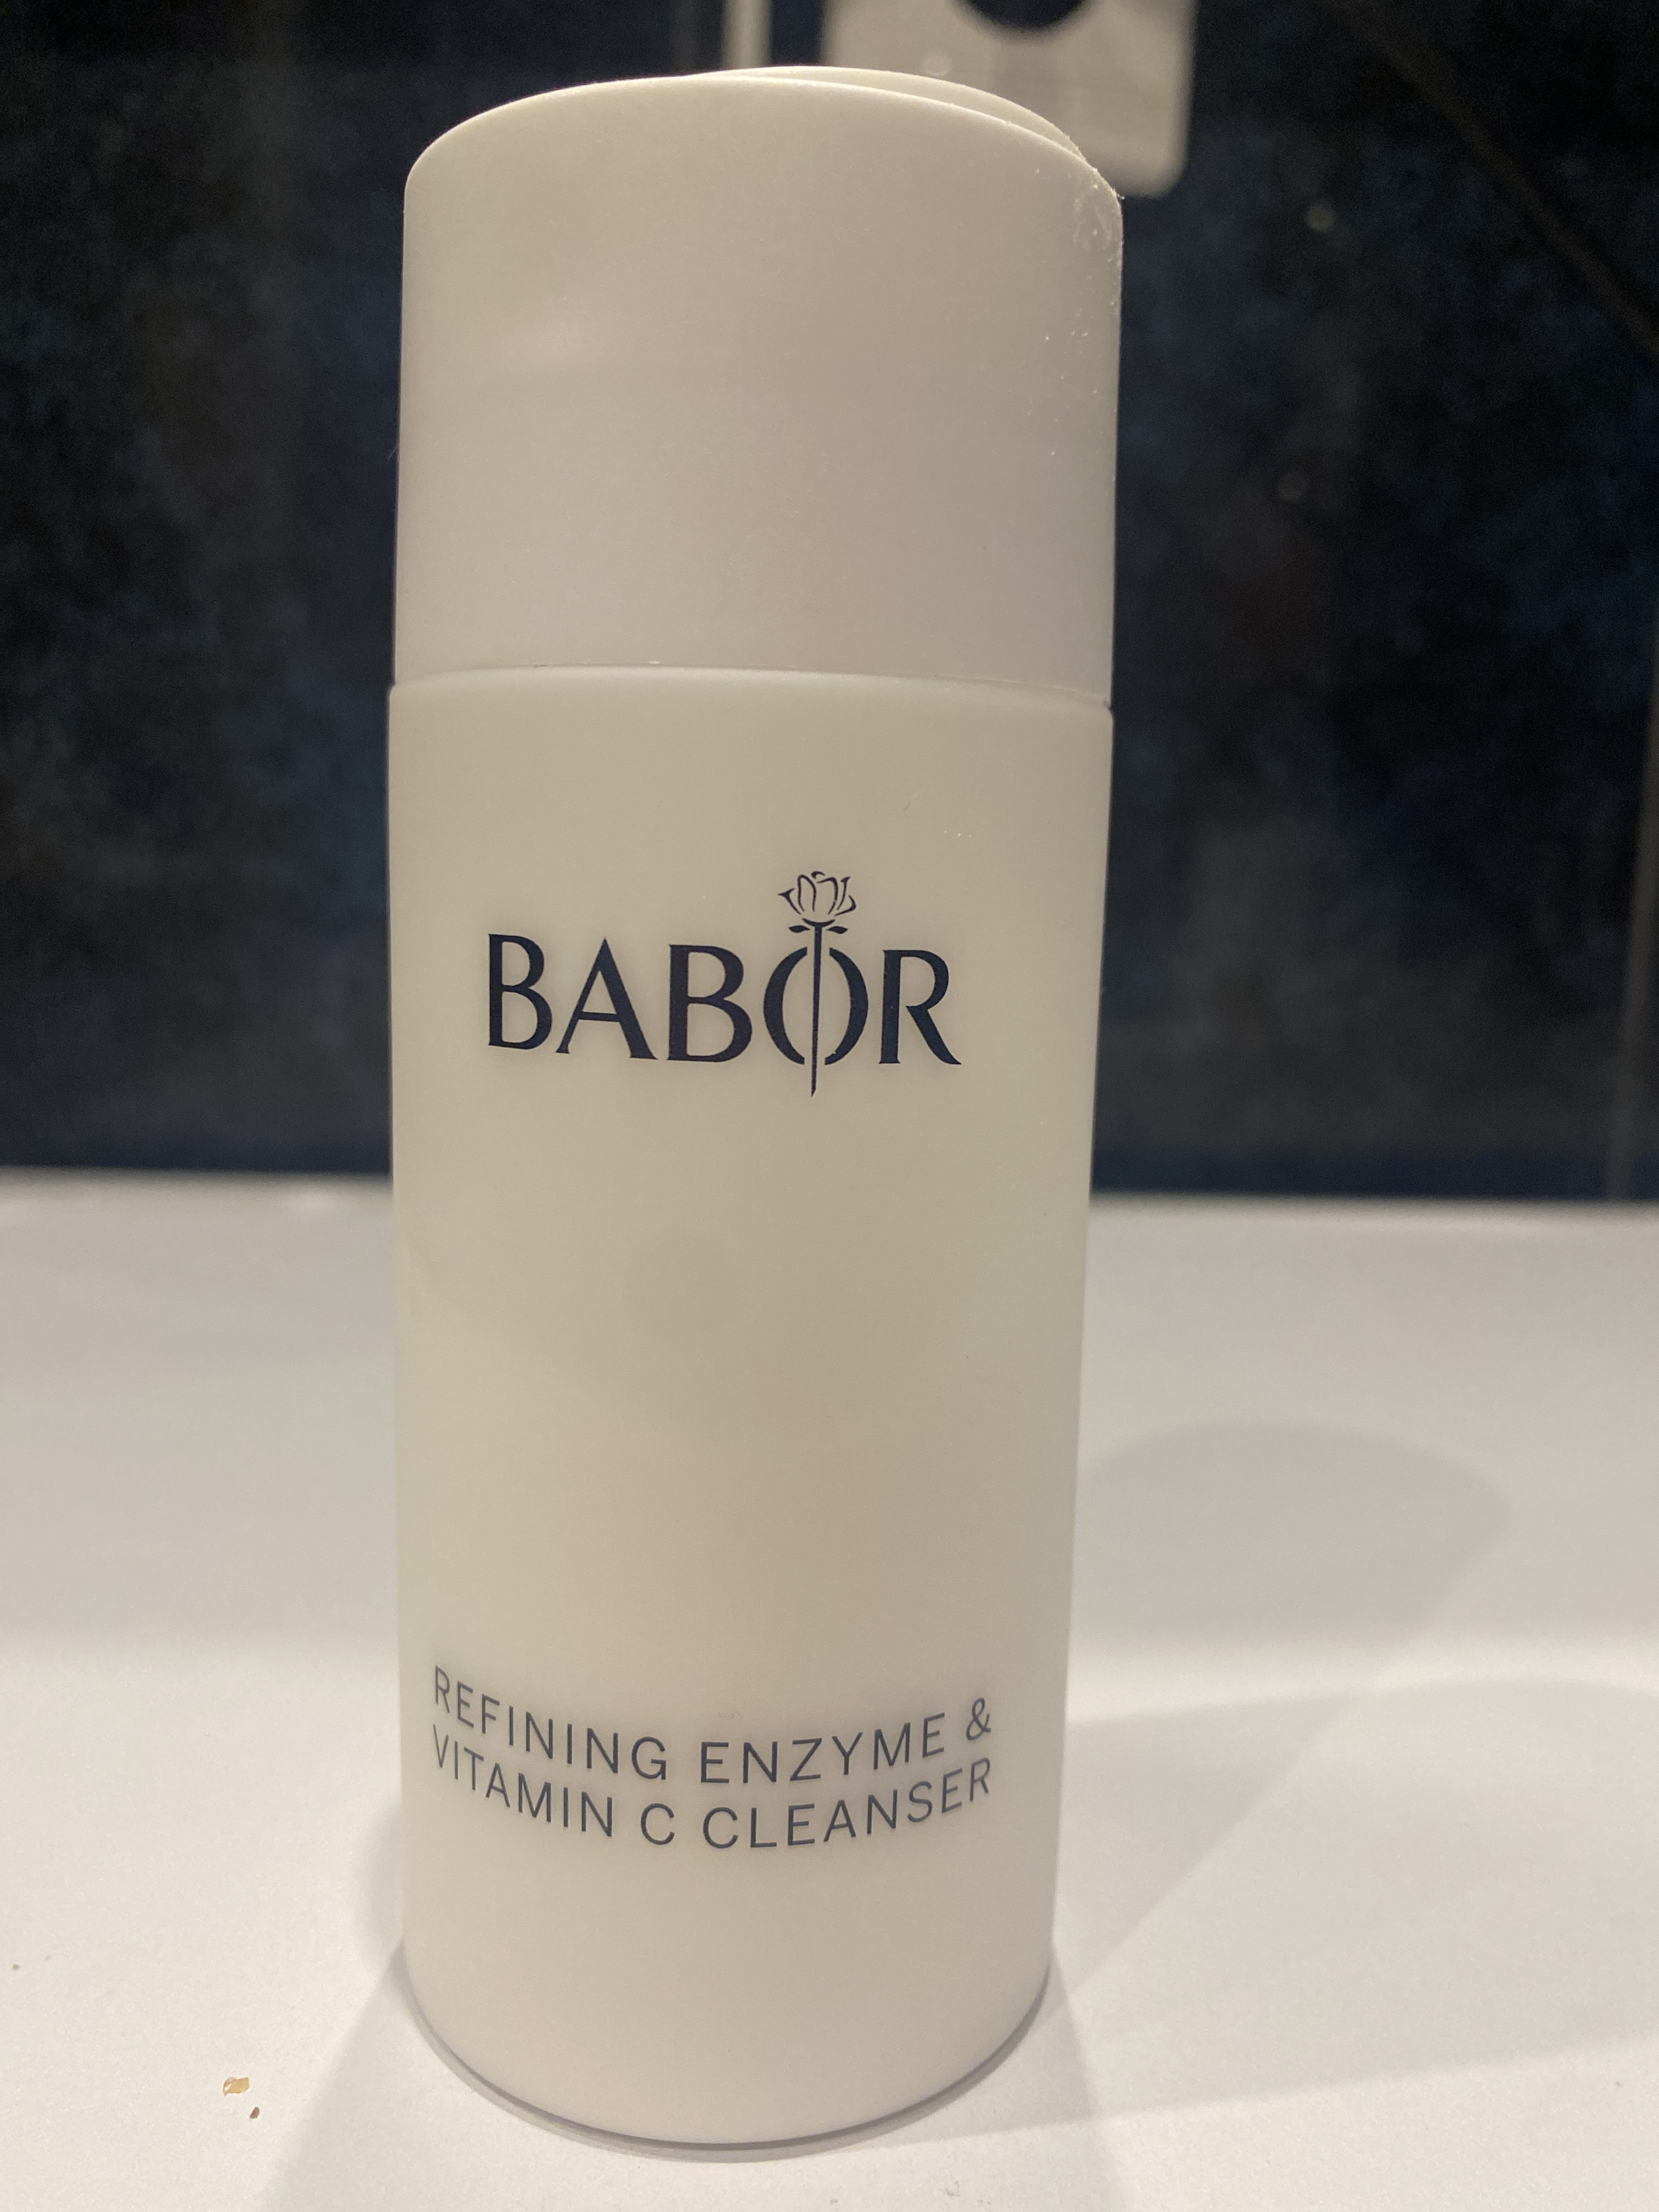 BABOR
REFINING ENZYME &
VITAMIN C CLEANSER